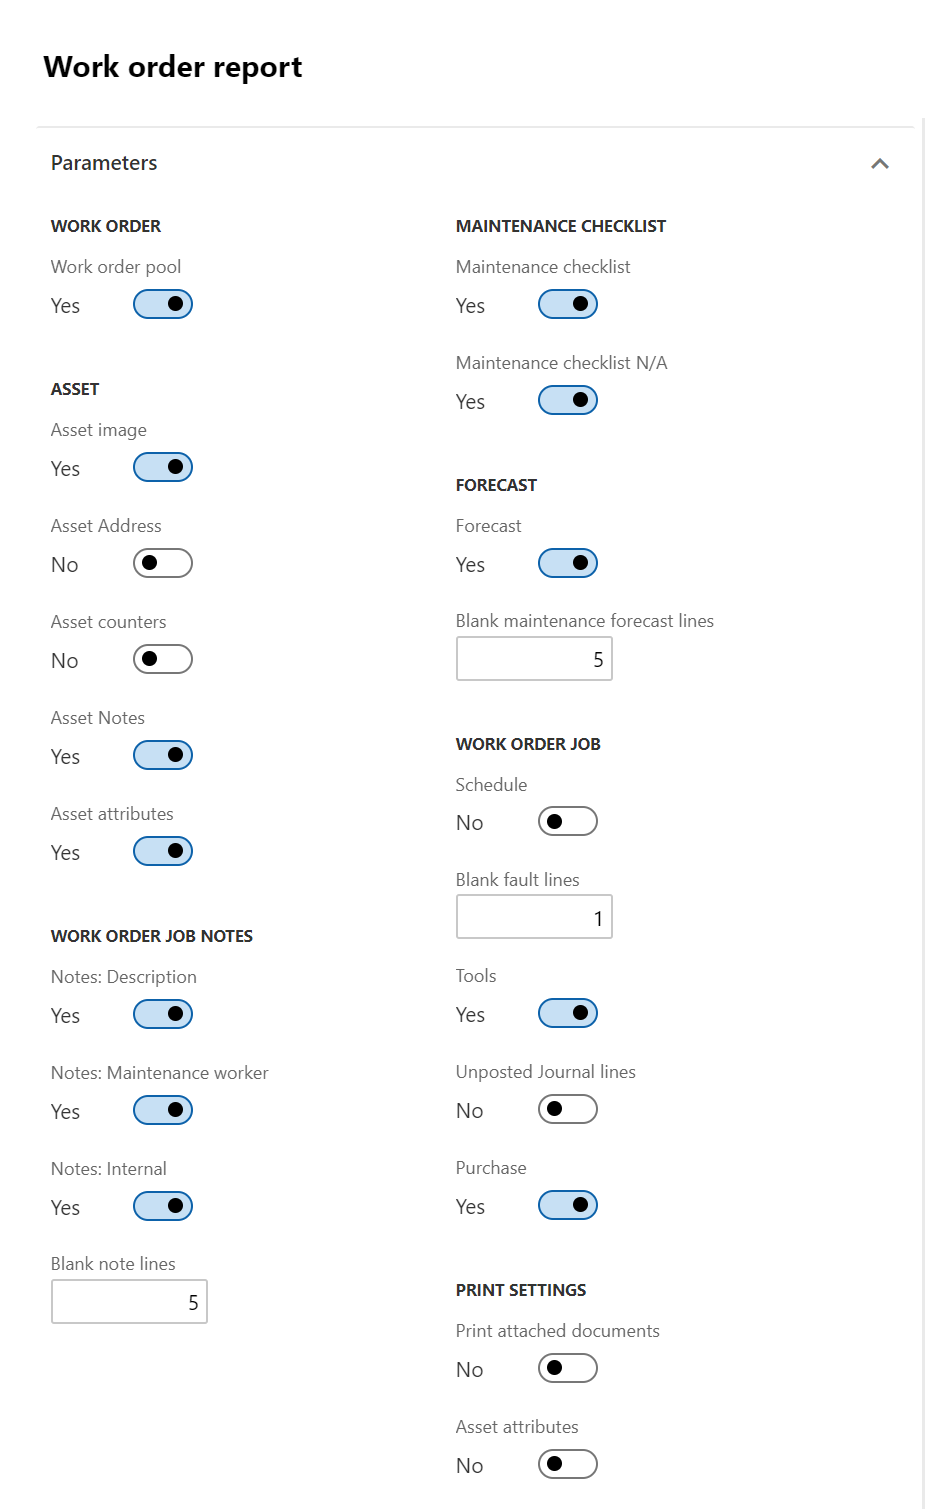 Work order report
Parameters
WORK ORDER
Work order pool
Yes
ASSET
Asset image
Yes
Asset Address
No
Asset counters
No
Asset Notes
Yes
Asset attributes
Yes
WORK ORDER JOB NOTES
Notes: Description
Yes
Notes: Maintenance worker
Yes
Notes: Internal
Yes
Blank note lines
5
MAINTENANCE CHECKLIST
Maintenance checklist
Yes
Maintenance checklist N/A
Yes
FORECAST
Forecast
Yes
Blank maintenance forecast lines
5
WORK ORDER JOB
Schedule
No
Blank fault lines
1
Tools
Yes
Unposted Journal lines
No
Purchase
Yes
PRINT SETTINGS
Print attached documents
No
Asset attributes
No